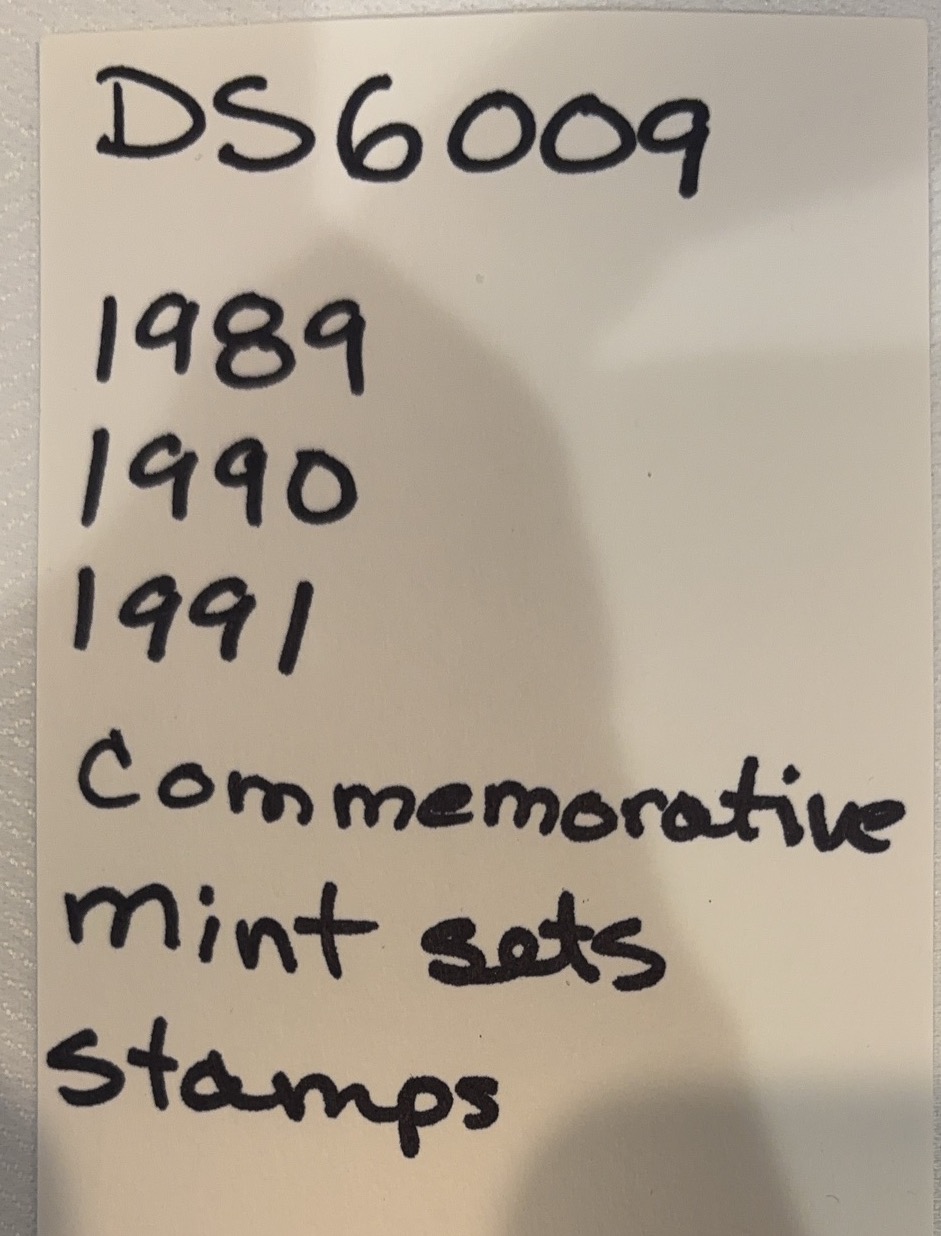 DS6009
1989
1990
1991
Commemorative
mint sets
stamps